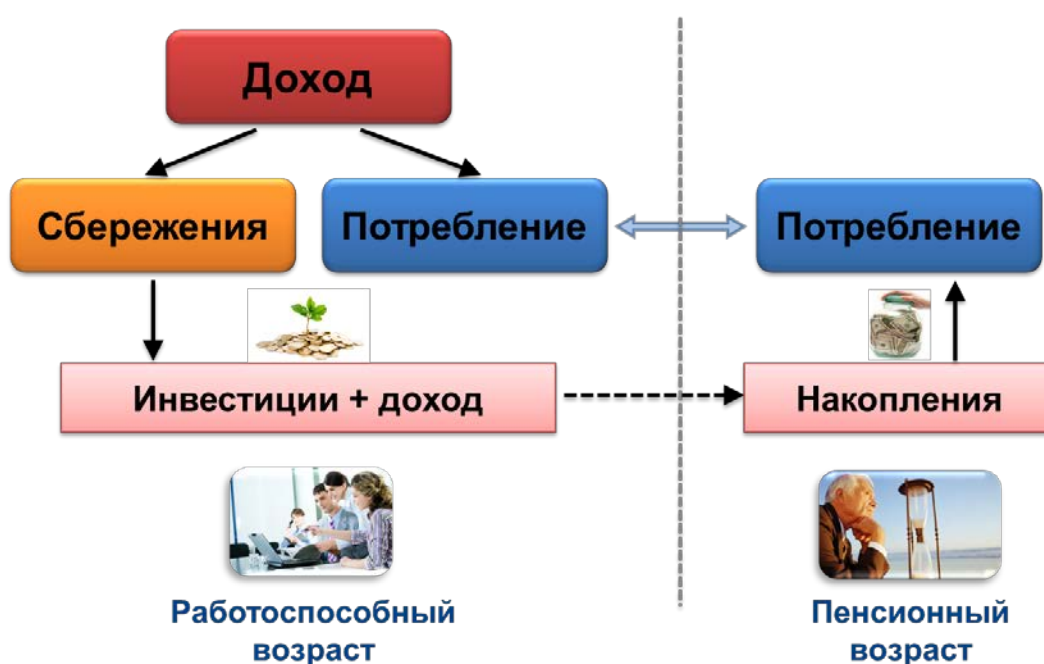 Доход
Сбережения
Потребление
Потребление
Инвестиции + доход
Накопления
Работоспособный
возраст
Пенсионный
возраст